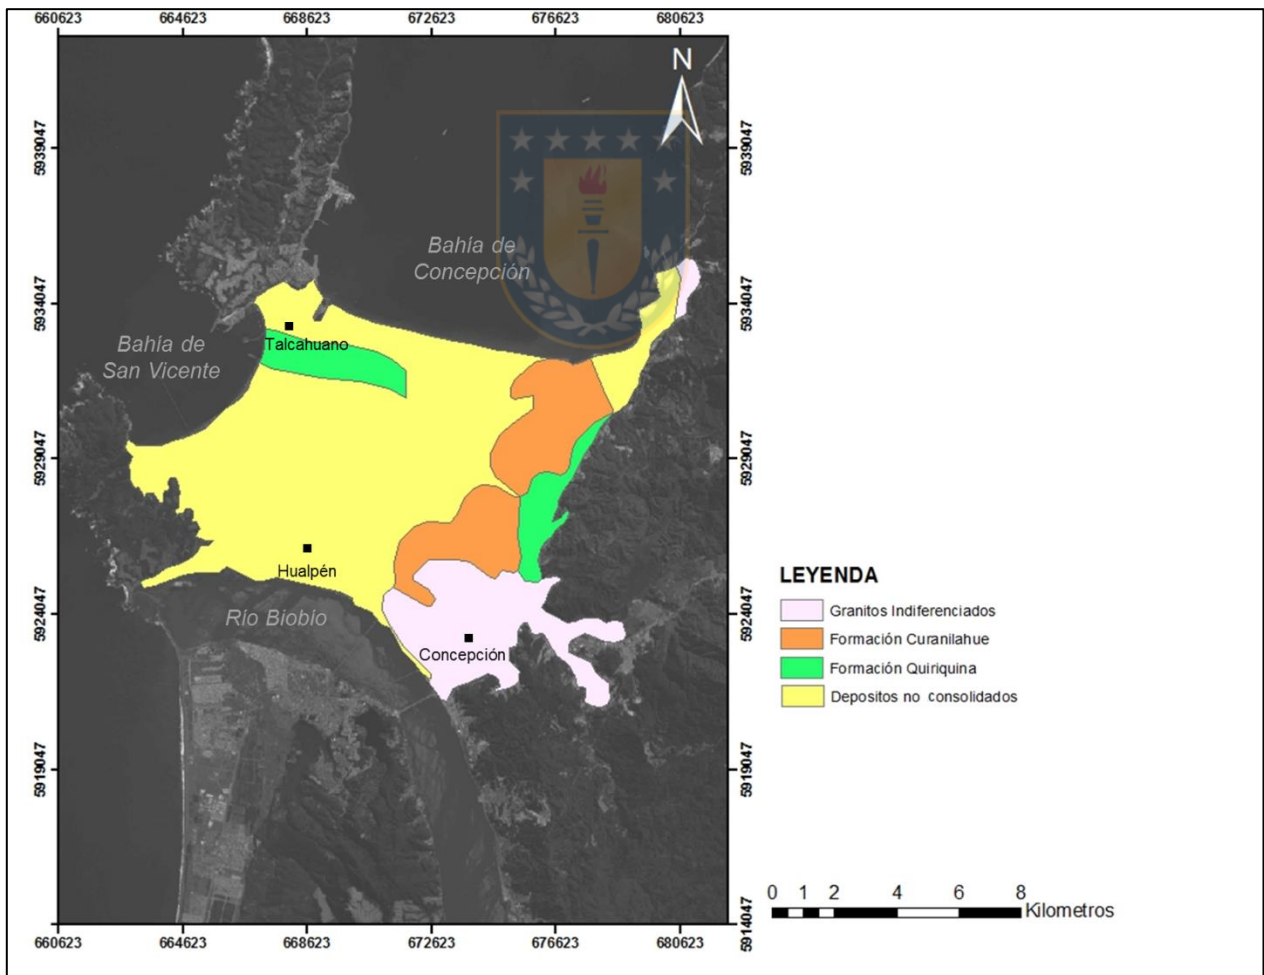 660623 664623 668623 672623 676623 680623
N
5939047 5939047
Bahía de
Concepción
5934047 5934047
Talcahuano
Bahía de
San Vicente
5929047 5929047
Hualpén
Río Biobío
5924047 5924047
Concepción
5919047 5919047
5914047
660623 664623 668623 672623 676623 680623
LEYENDA
Granitos Indiferenciados
Formación Curanilahue
Formación Quiriquina
Depositos no consolidados
0 1 2 4 6 8
Kilometros